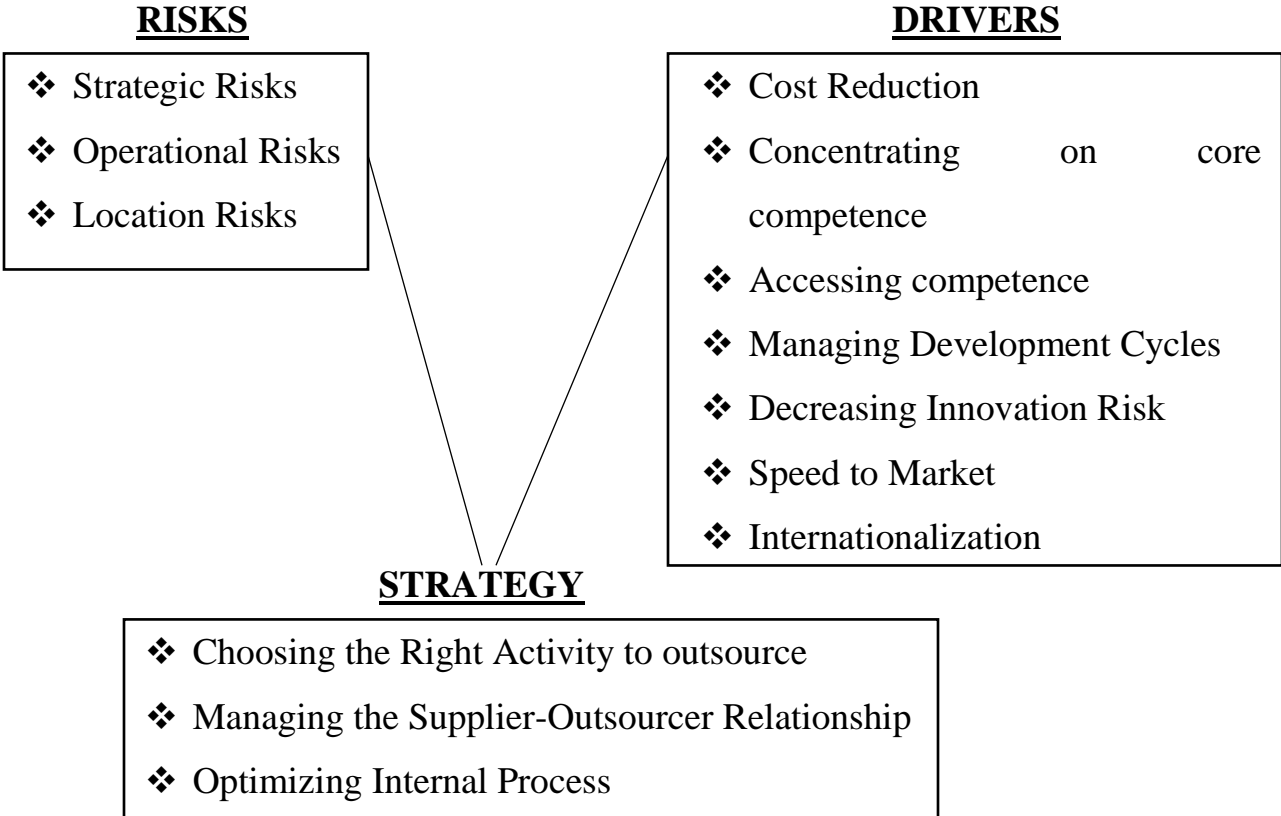 RISKS
❖ Strategic Risks
❖ Operational Risks
❖ Location Risks
DRIVERS
❖ Cost Reduction
❖ Concentrating on core
competence
❖ Accessing competence
❖ Managing Development Cycles
❖ Decreasing Innovation Risk
❖ Speed to Market
❖ Internationalization
STRATEGY
❖ Choosing the Right Activity to outsource
❖ Managing the Supplier-Outsourcer Relationship
❖ Optimizing Internal Process